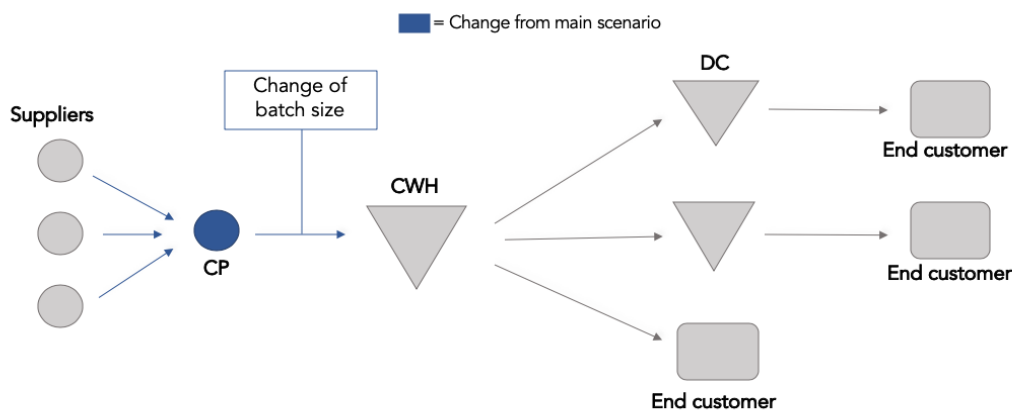 = Change from main scenario
Change of
batch size
Suppliers
CP
CWH
DC
End customer
End customer
End customer